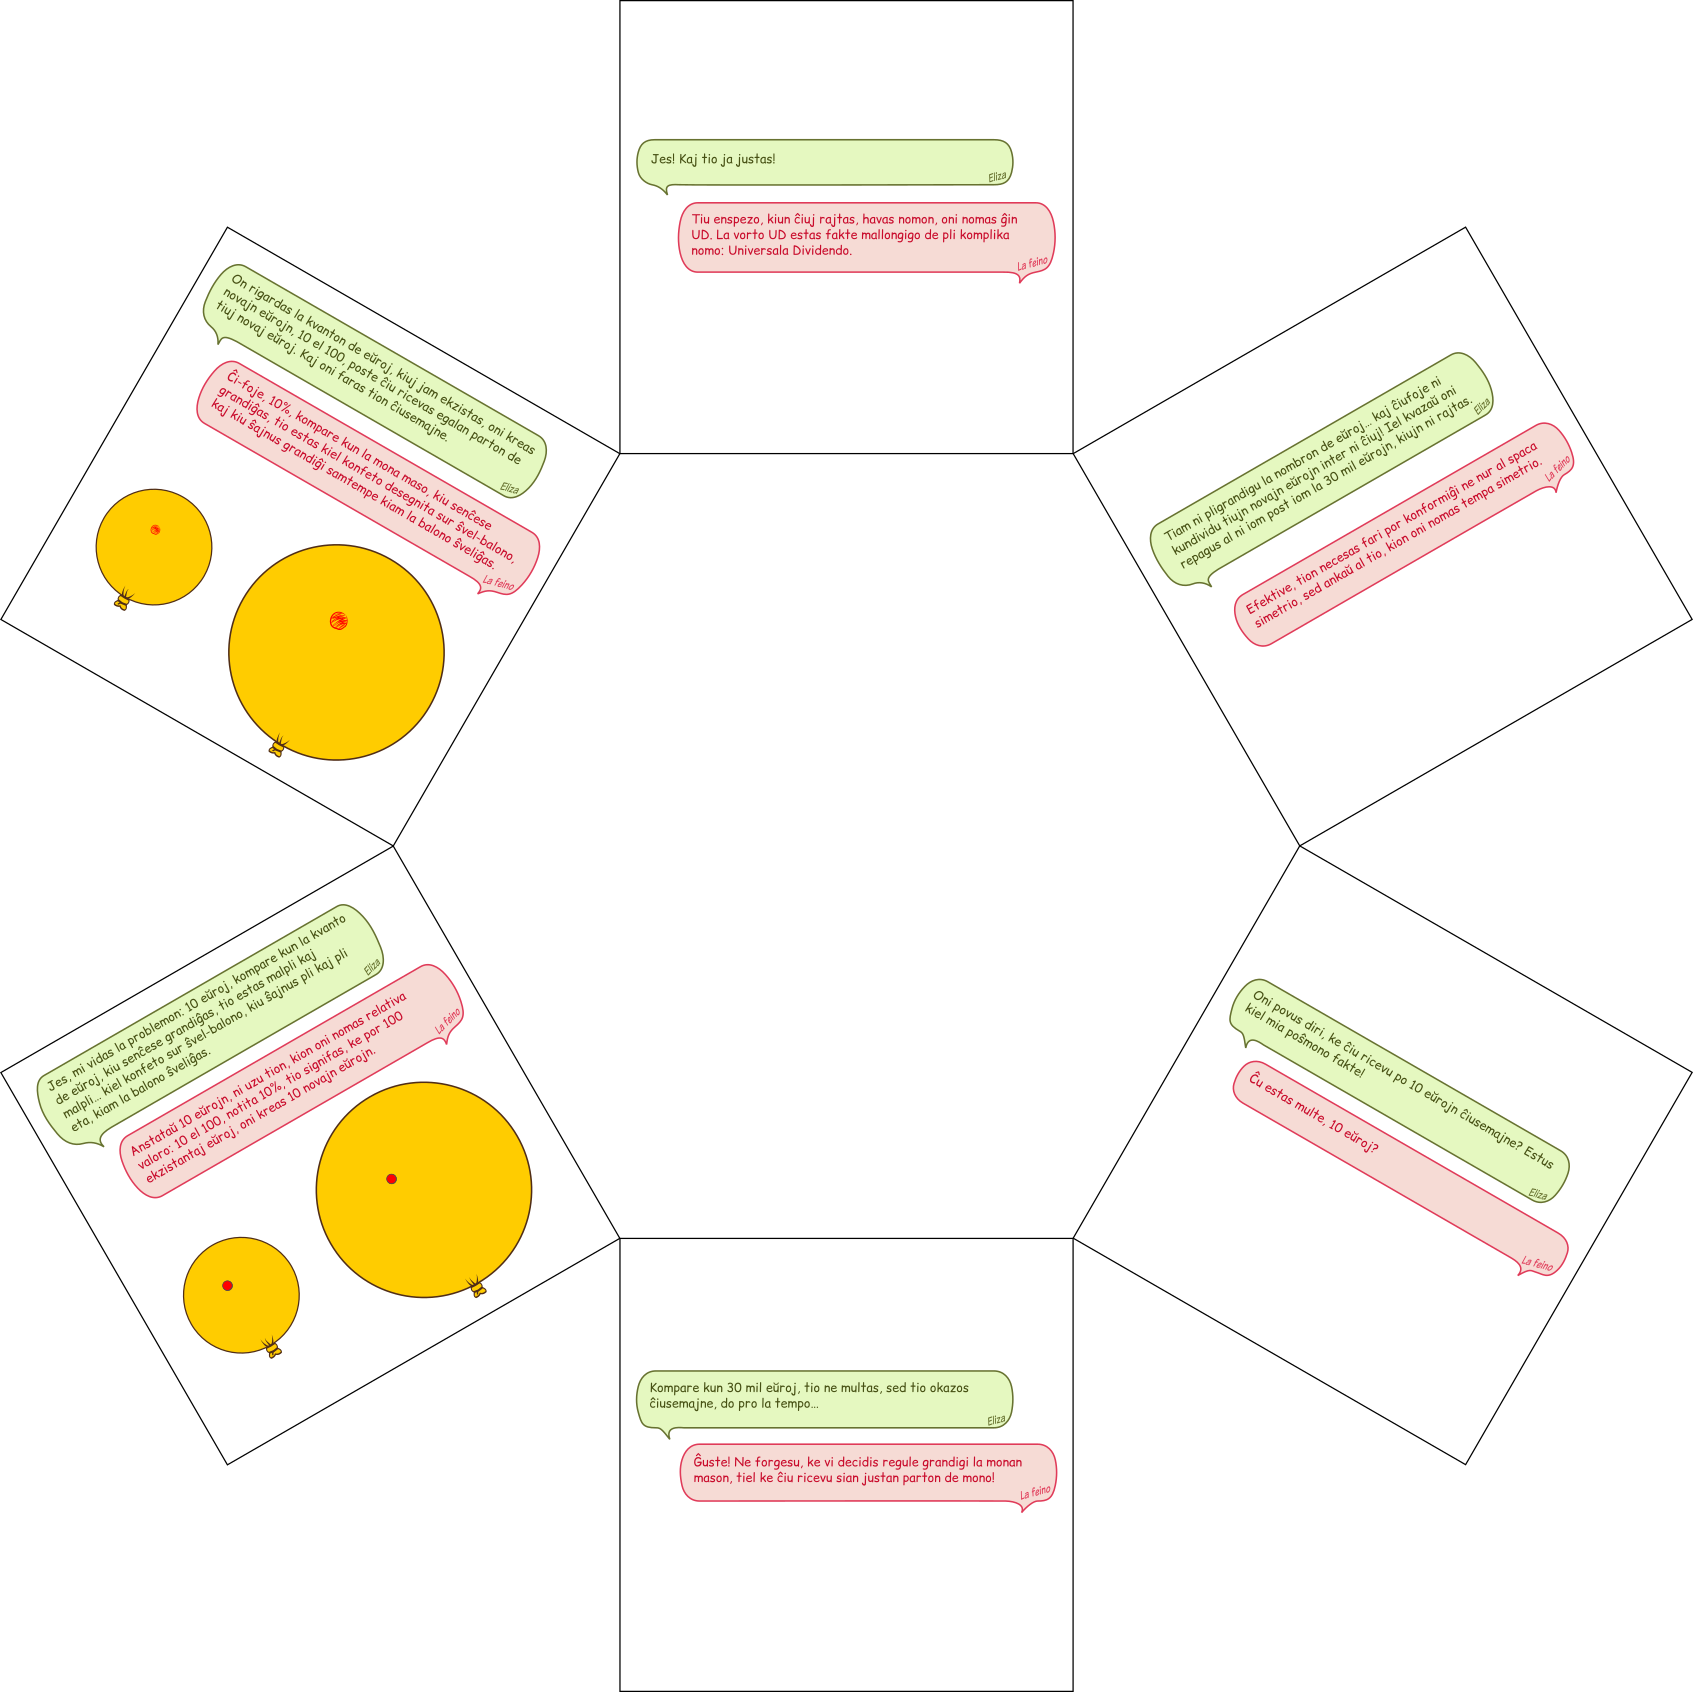 Jes! Kaj tio ja justas!
Eliza
Tiu enspezo, kiun ĉiuj rajtas, havas nomon, oni nomas ĝin
UD. La vorto UD estas fakte mallongigo de pli komplika
nomo: Universala Dividendo.
La feino
Tiam ni pligrandigu la nombron de eŭroj... kaj ĉiufoje ni
kundividu tiujn novajn eŭrojn inter ni ĉiuj! Iel kvazaŭ oni
repagus al ni iom post iom la 30 mil eŭrojn, kiujn ni rajtas.
Eliza
Efektive, tion necesas fari por konformiĝi ne nur al spaca
simetrio, sed ankaŭ al tio, kion oni nomas tempa simetrio.
La feino
Oni povus diri, ke ĉiu ricevu po 10 eŭrojn ĉiusemajne? Estus
kiel mia poŝmono fakte!
Eliza
Ĉu estas multe, 10 eŭroj?
La feino
Kompare kun 30 mil eŭroj, tio ne multas, sed tio okazos
ĉiusemajne, do pro la tempo...
Eliza
Ĝuste! Ne forgesu, ke vi decidis regule grandigi la monan
mason, tiel ke ĉiu ricevu sian justan parton de mono!
La feino
Jes, mi vidas la problemon: 10 eŭroj, kompare kun la kvanto
de eŭroj, kiu senĉese grandiĝas, tio estas malpli kaj
malpli... kiel konfeto sur ŝvel-balono, kiu ŝajnus pli kaj pli
eta, kiam la balono ŝveliĝas.
Eliza
Anstataŭ 10 eŭrojn, ni uzu tion, kion oni nomas relativa
valoro: 10 el 100, notita 10%, tio signifas, ke por 100
ekzistantaj eŭroj, oni kreas 10 novajn eŭrojn.
La feino
On rigardas la kvanton de eŭroj, kiuj jam ekzistas, oni kreas
novajn eŭrojn, 10 el 100, poste ĉiu ricevas egalan parton de
tiuj novaj eŭroj. Kaj oni faras tion ĉiusemajne.
Eliza
Ĉi-foje, 10%, kompare kun la mona maso, kiu senĉese
grandiĝas, tio estas kiel konfeto desegnita sur ŝvel-balono,
kaj kiu ŝajnus grandiĝi samtempe kiam la balono ŝveliĝas.
La feino